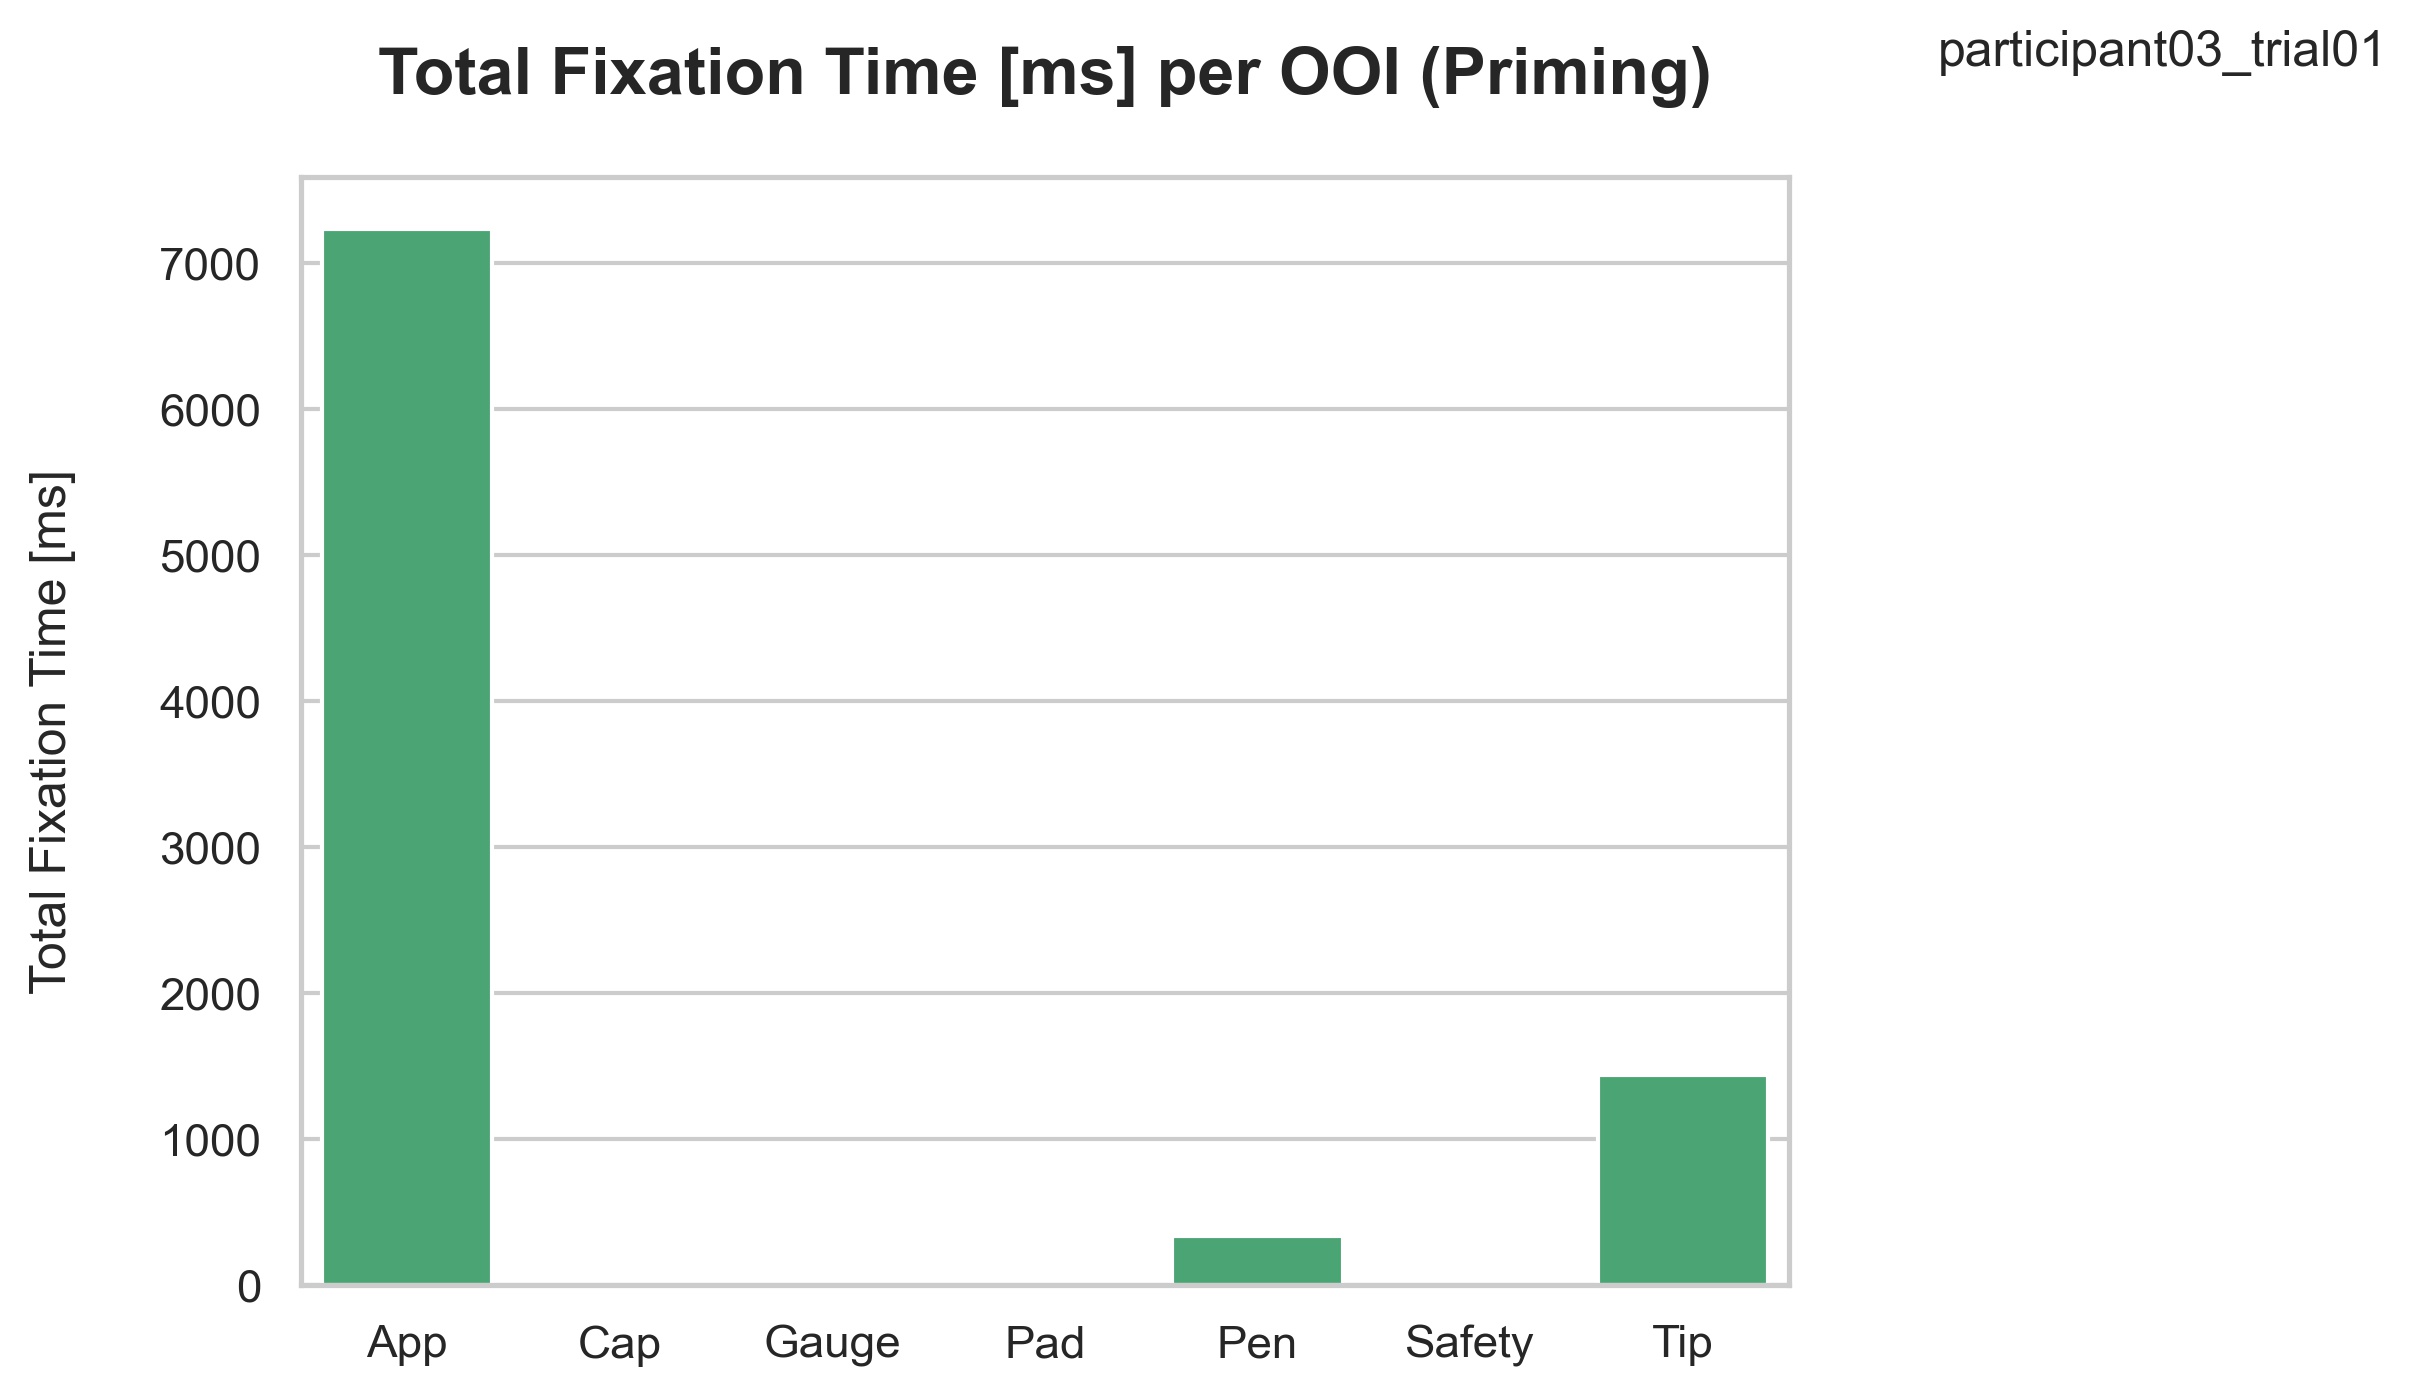 participant03_trial01
Total Fixation Time [ms] per OOI (Priming)
Total Fixation Time [ms]
7000
6000
5000
4000
3000
2000
1000
0
App Cap Gauge Pad Pen Safety Tip